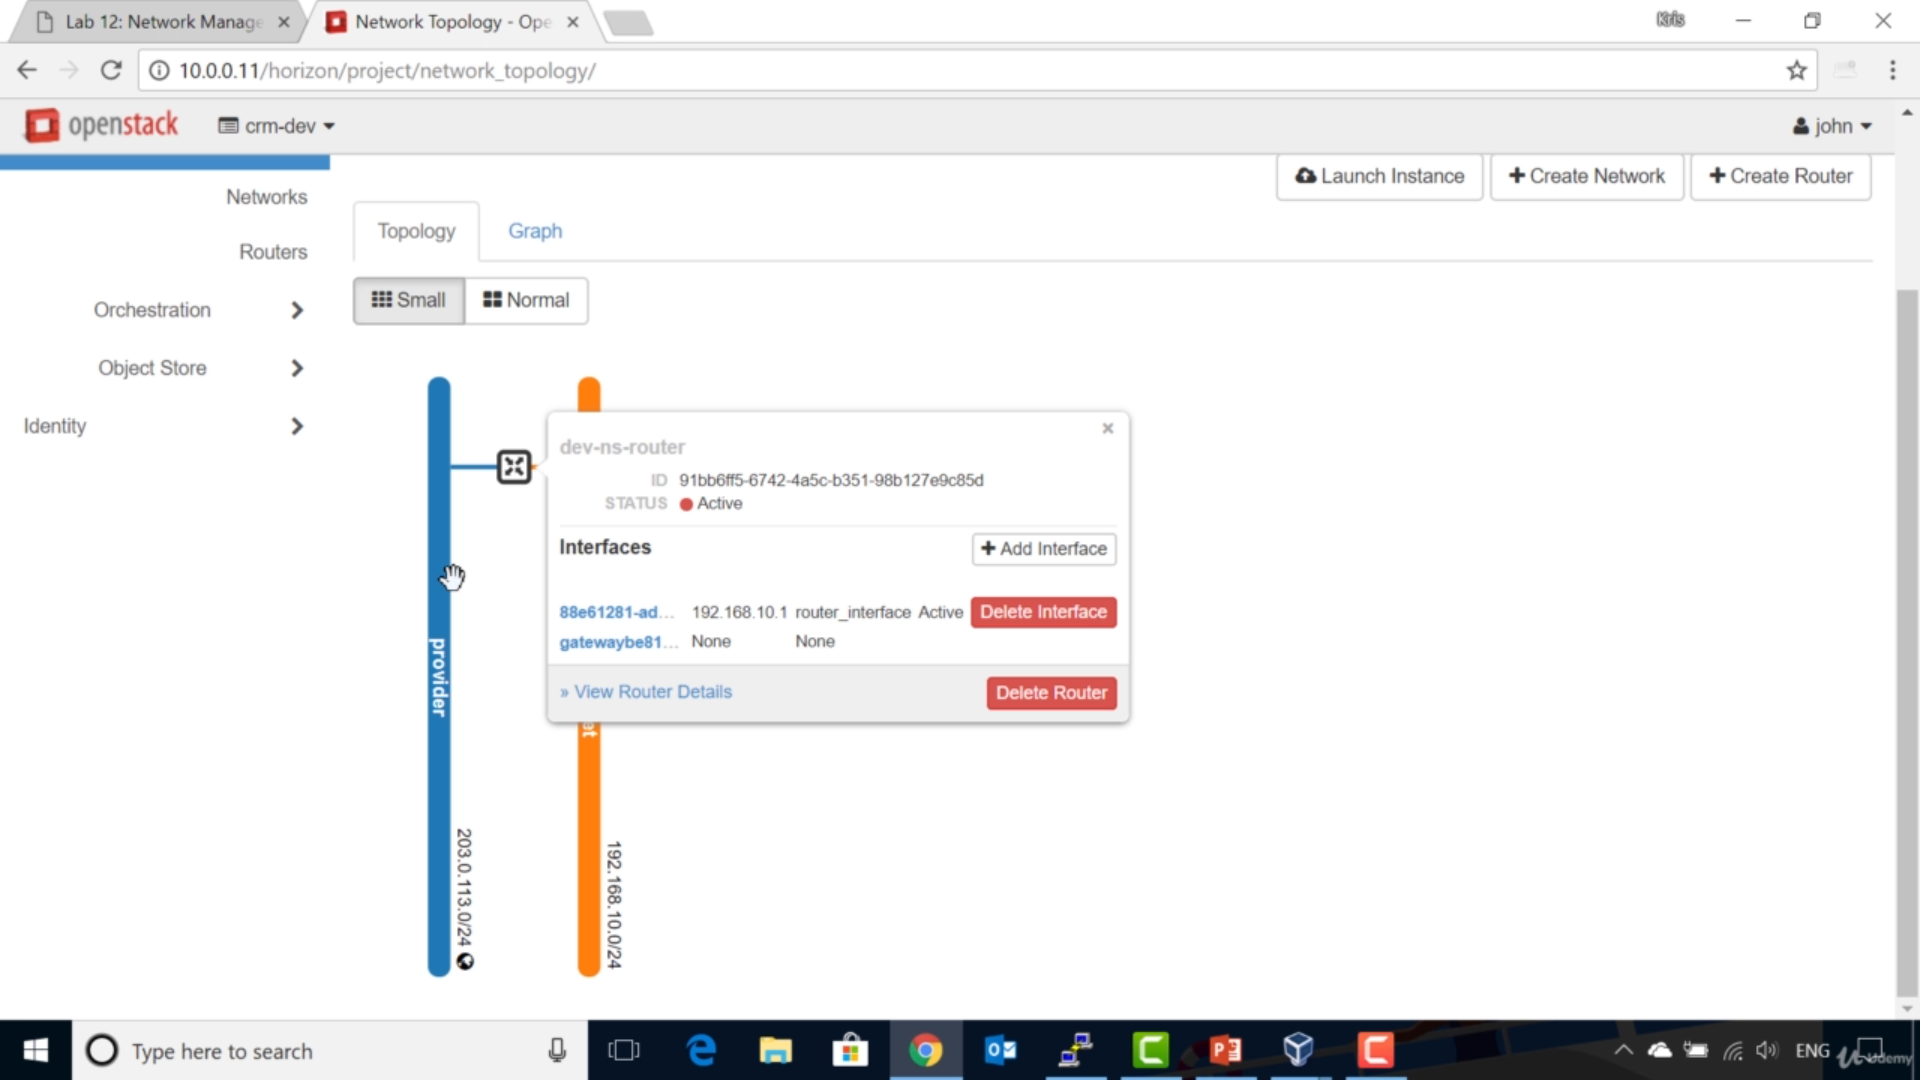 Lab 12: Network Manage
Network Topology - Ope
Kris
10.0.0.11/horizon/project/network_topology/
openstack
crm-dev
john
Networks
Routers
Orchestration
Object Store
Identity
Launch Instance
Create Network
Create Router
Topology
Graph
Small
Normal
provider
203.0.113.0/24
192.168.10.0/24
et
dev-ns-router
ID 91bb6ff5-6742-4a5c-b351-98b127e9c85d
STATUS Active
Interfaces
Add Interface
88e61281-ad... 192.168.10.1 router_interface Active Delete Interface
gatewaybe81... None None
» View Router Details
Delete Router
Type here to search
ENG
Udemy